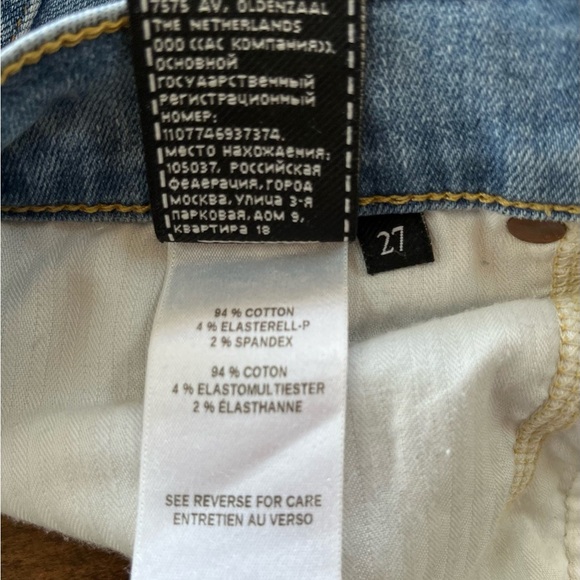 7575 AV, OLDENZAAL
THE NETHERLANDS
ООО ((АС КОМПАНИЯ)),
ОСНОВНОЙ
ГОСУДАРСТВЕННЫЙ
РЕГИСТРАЦИОННЫЙ
НОМЕР:
1107746937374,
МЕСТО НАХОЖДЕНИЯ:
105037, РОССИЙСКАЯ
ФЕДЕРАЦИЯ, ГОРОД
МОСКВА, УЛИЦА 3-Я
ПАРКОВАЯ, ДОМ 9,
КВАРТИРА 18
27
94 % COTTON
4 % ELASTERELL-P
2 % SPANDEX
94 % COTON
4 % ELASTOMULTIESTER
2 % ÉLASTHANNE
SEE REVERSE FOR CARE
ENTRETIEN AU VERSO